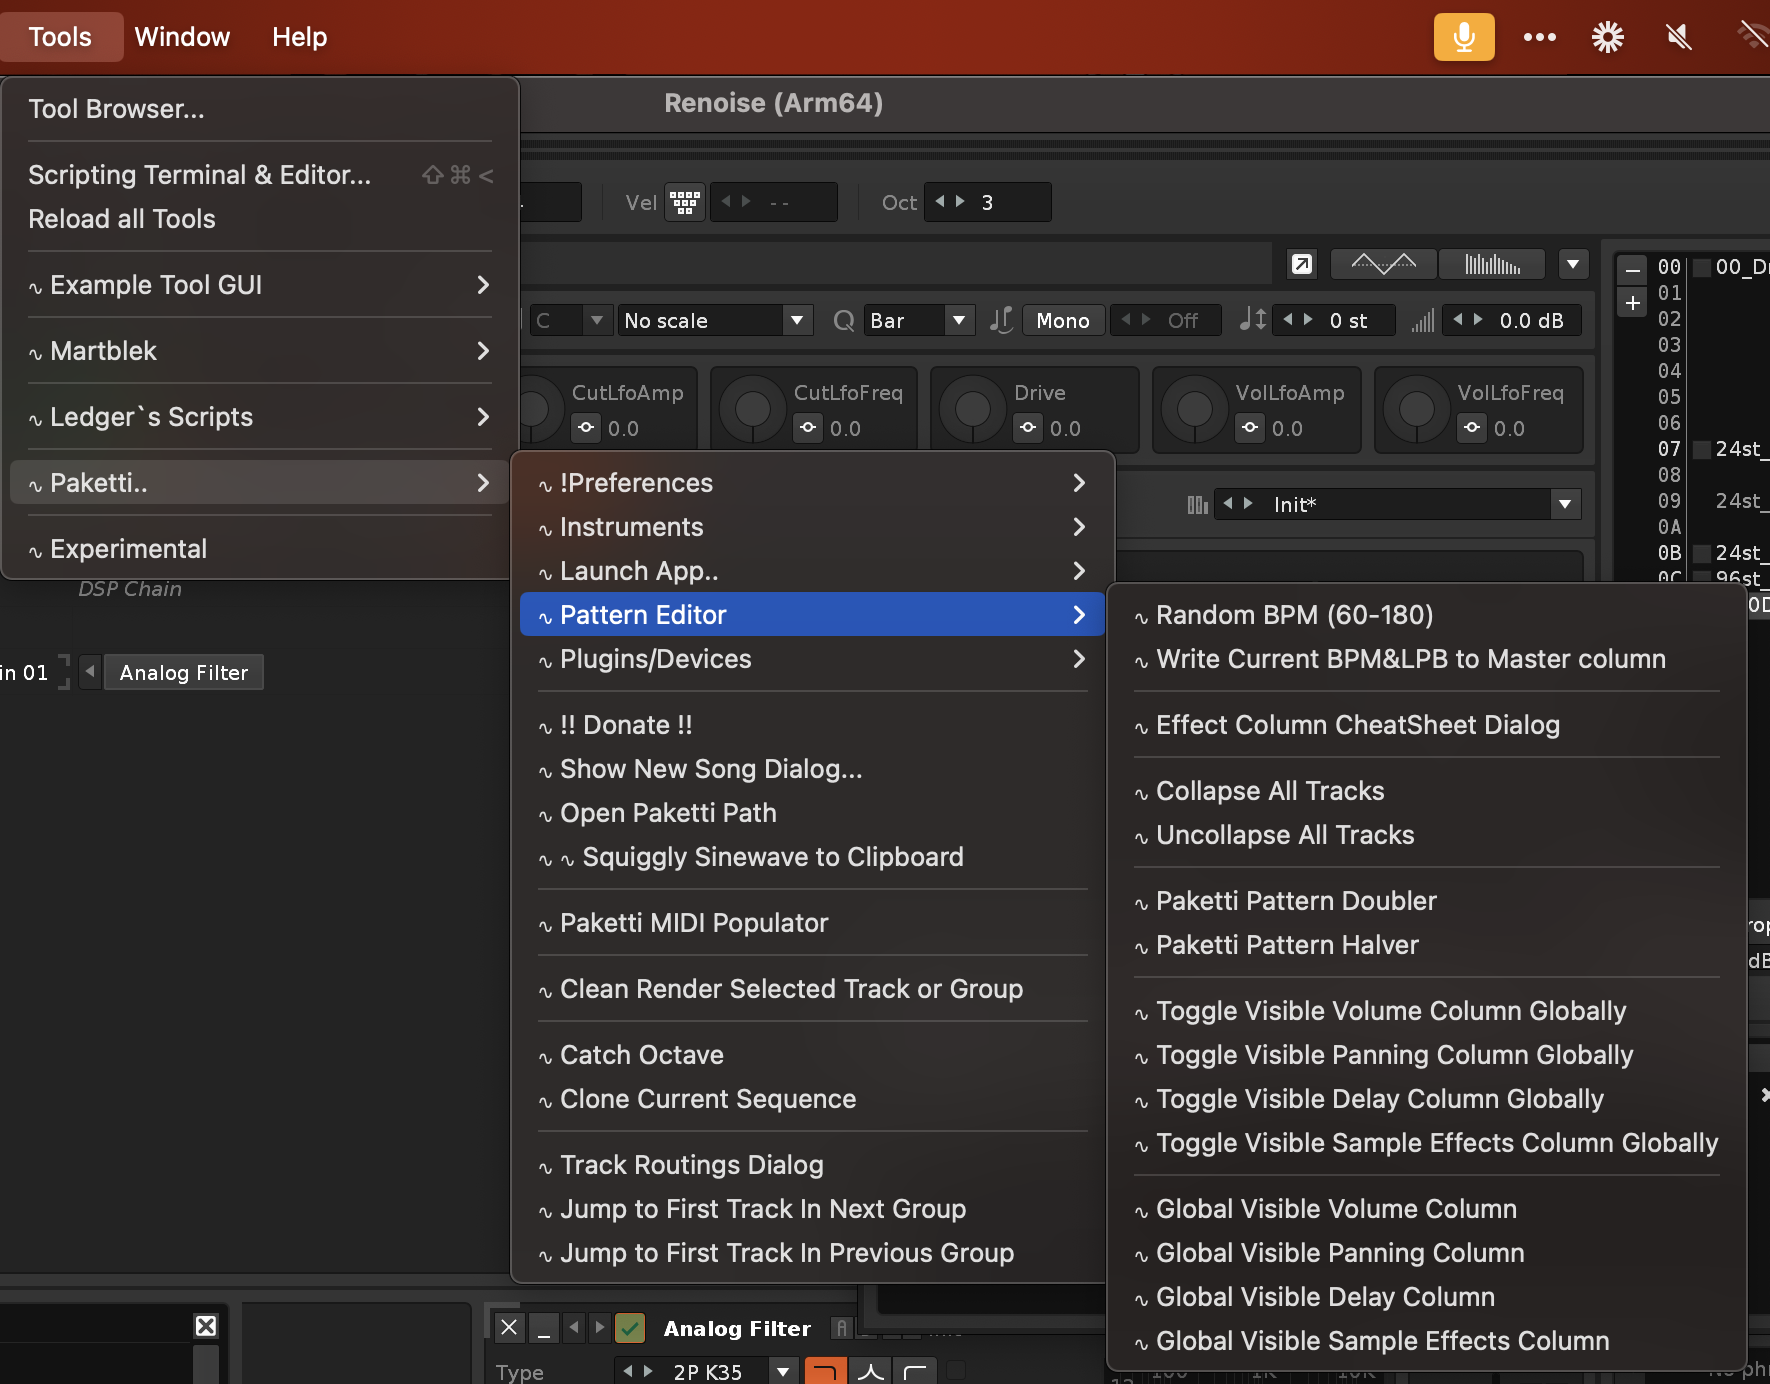 Tools Window Help
Renoise (Arm64)
Tool Browser...
Scripting Terminal & Editor... ⇧⌘<
Reload all Tools
∿ Example Tool GUI
∿ Martblek
∿ Ledger`s Scripts
∿ Paketti..
∿ Experimental
Vel -- Oct 3
C No scale Bar Mono Off 0 st 0.0 dB
CutLfoAmp CutLfoFreq Drive VolLfoAmp VolLfoFreq
0.0 0.0 0.0 0.0 0.0
Init*
00 00_Dr
01
02
03
04
05
06
07 24st_
08
09 24st_
0A
0B 24st_
0C 96st_
0D
DSP Chain
in 01 Analog Filter
∿ !Preferences
∿ Instruments
∿ Launch App..
∿ Pattern Editor
∿ Plugins/Devices
∿ !! Donate !!
∿ Show New Song Dialog...
∿ Open Paketti Path
∿ ∿ Squiggly Sinewave to Clipboard
∿ Paketti MIDI Populator
∿ Clean Render Selected Track or Group
∿ Catch Octave
∿ Clone Current Sequence
∿ Track Routings Dialog
∿ Jump to First Track In Next Group
∿ Jump to First Track In Previous Group
∿ Random BPM (60-180)
∿ Write Current BPM&LPB to Master column
∿ Effect Column CheatSheet Dialog
∿ Collapse All Tracks
∿ Uncollapse All Tracks
∿ Paketti Pattern Doubler
∿ Paketti Pattern Halver
∿ Toggle Visible Volume Column Globally
∿ Toggle Visible Panning Column Globally
∿ Toggle Visible Delay Column Globally
∿ Toggle Visible Sample Effects Column Globally
∿ Global Visible Volume Column
∿ Global Visible Panning Column
∿ Global Visible Delay Column
∿ Global Visible Sample Effects Column
rop
dB
Analog Filter
Type 2P K35